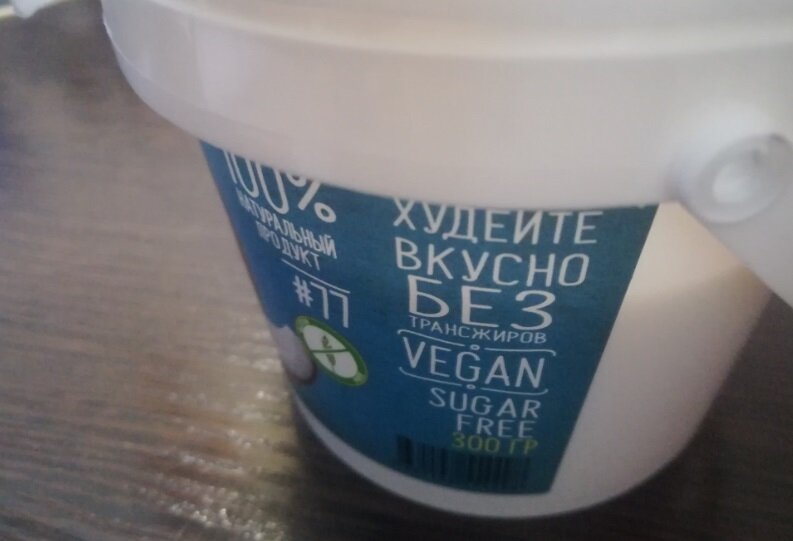 100%
НАТУРАЛЬНЫЙ
ПРОДУКТ
#77
ХУДЕЙТЕ
ВКУСНО
БЕЗ
ТРАНСЖИРОВ
VEGAN
SUGAR
FREE
300 ГР